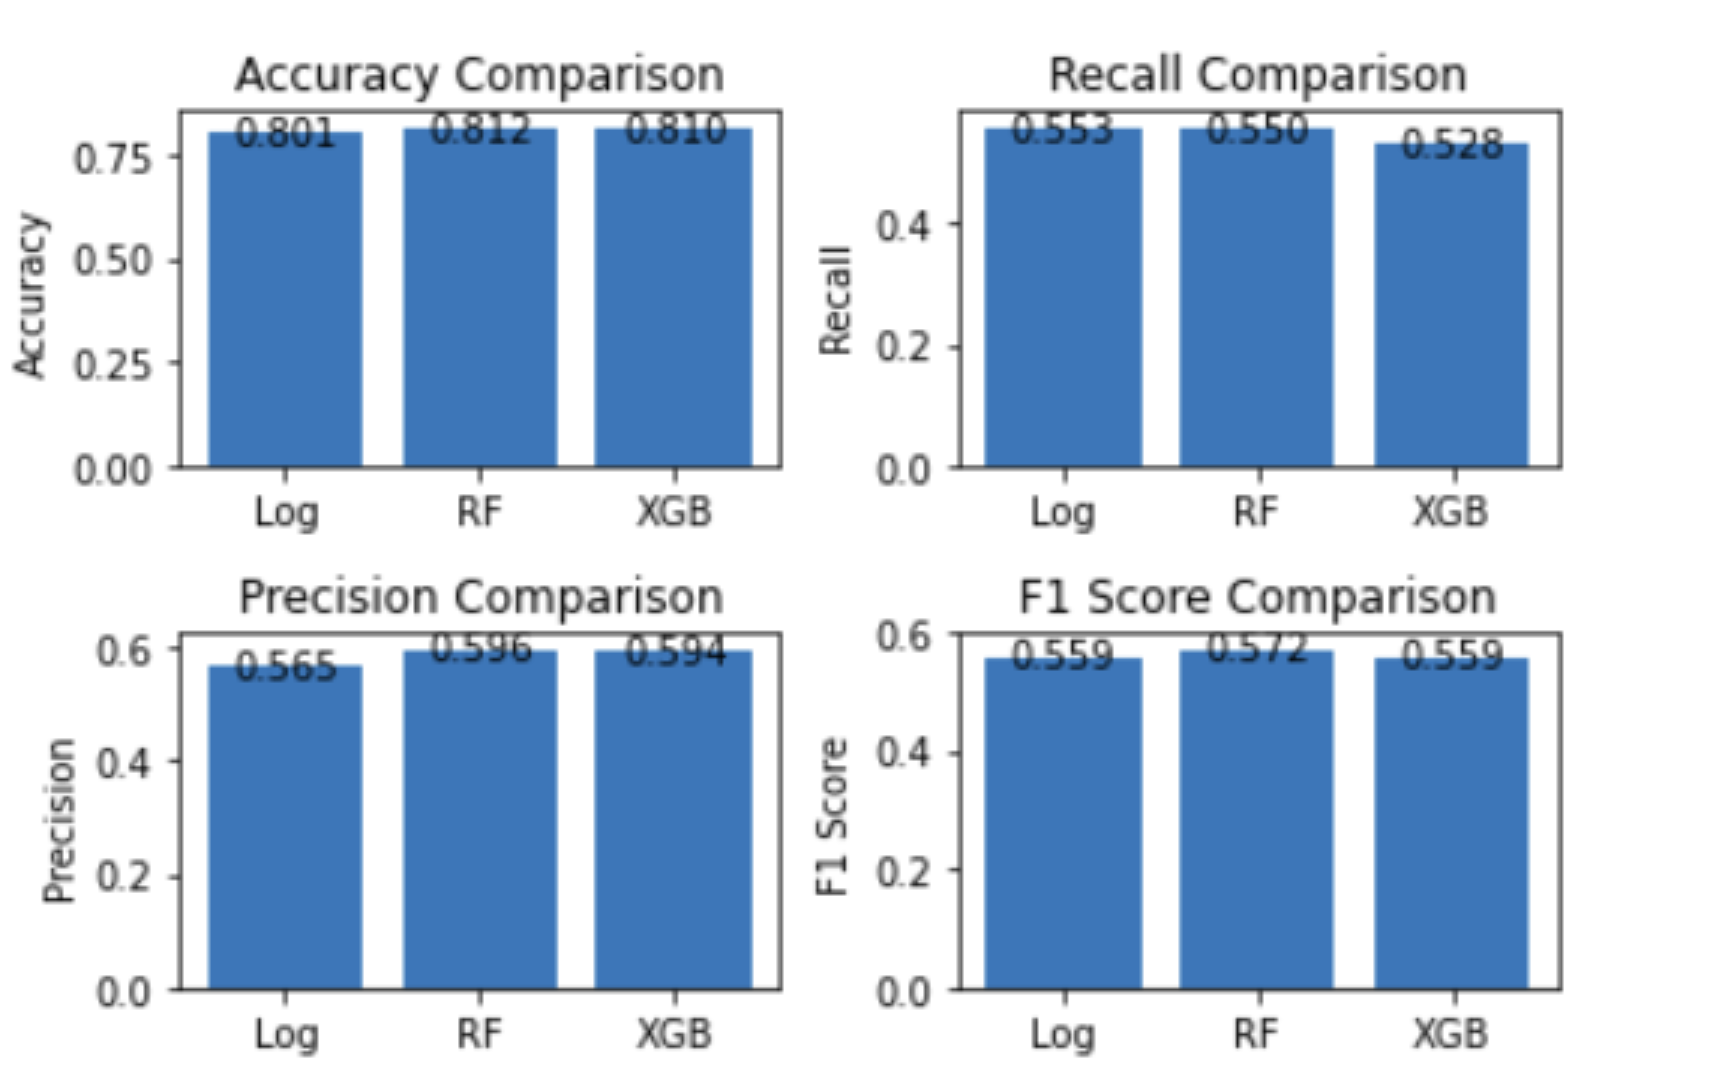 Accuracy Comparison
0.801 0.812 0.810
0.75
0.50
0.25
0.00
Accuracy
Log RF XGB
Recall Comparison
0.553 0.550 0.528
0.4
0.2
0.0
Recall
Log RF XGB
Precision Comparison
0.565 0.596 0.594
0.6
0.4
0.2
0.0
Precision
Log RF XGB
F1 Score Comparison
0.559 0.572 0.559
0.6
0.4
0.2
0.0
F1 Score
Log RF XGB